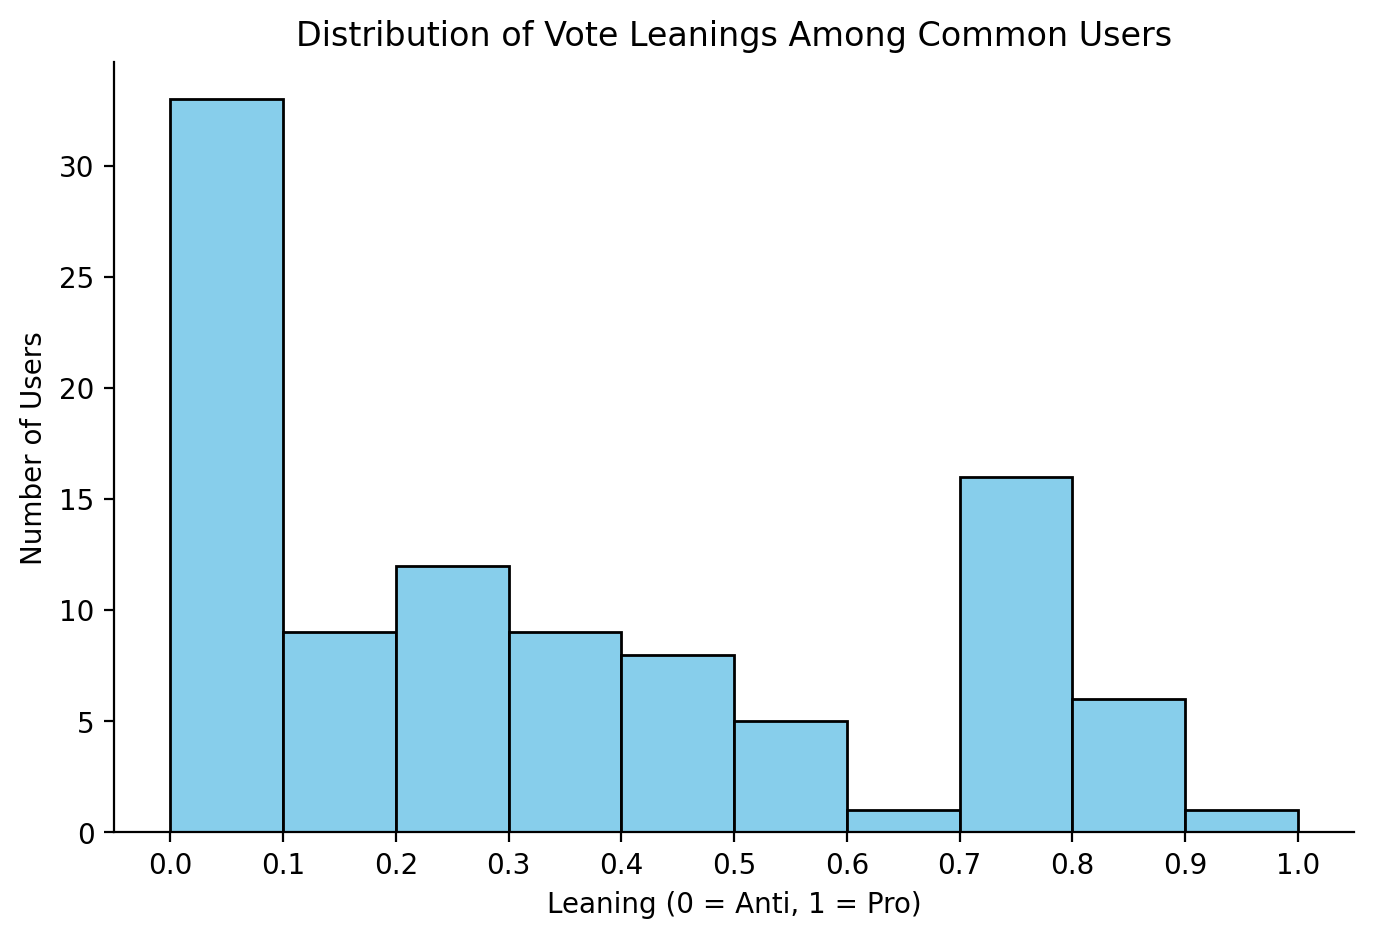 Distribution of Vote Leanings Among Common Users
Number of Users
30
25
20
15
10
5
0
0.0 0.1 0.2 0.3 0.4 0.5 0.6 0.7 0.8 0.9 1.0
Leaning (0 = Anti, 1 = Pro)